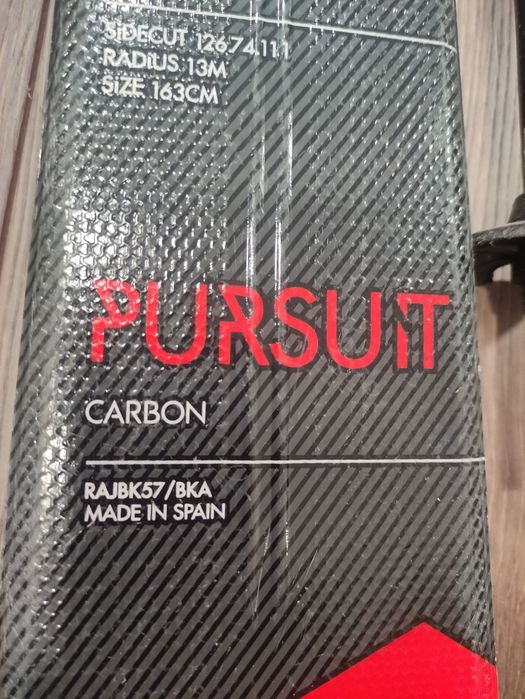 SIDECUT 126.74.111
RADIUS 13M
SIZE 163CM
PURSUIT
CARBON
RAJBK57/BKA
MADE IN SPAIN